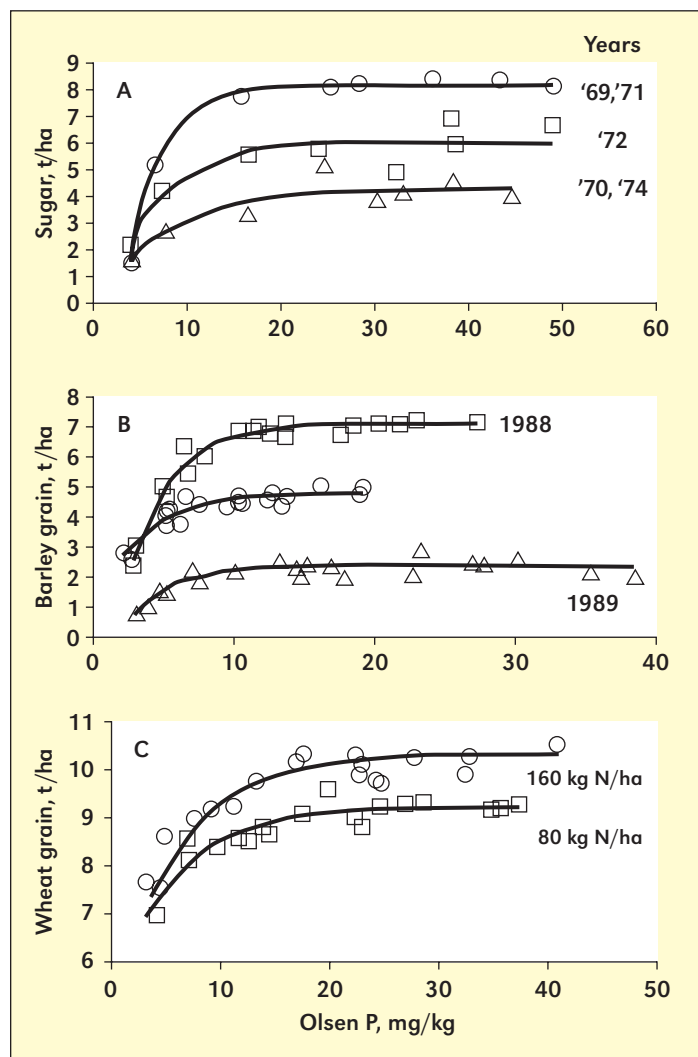 Years
A
Sugar, t/ha
9
8
7
6
5
4
3
2
1
0
‘69,’71
‘72
’70, ‘74
0 10 20 30 40 50 60
B
Barley grain, t/ha
8
7
6
5
4
3
2
1
0
1988
1989
0 10 20 30 40
C
Wheat grain, t/ha
11
10
9
8
7
6
160 kg N/ha
80 kg N/ha
0 10 20 30 40 50
Olsen P, mg/kg